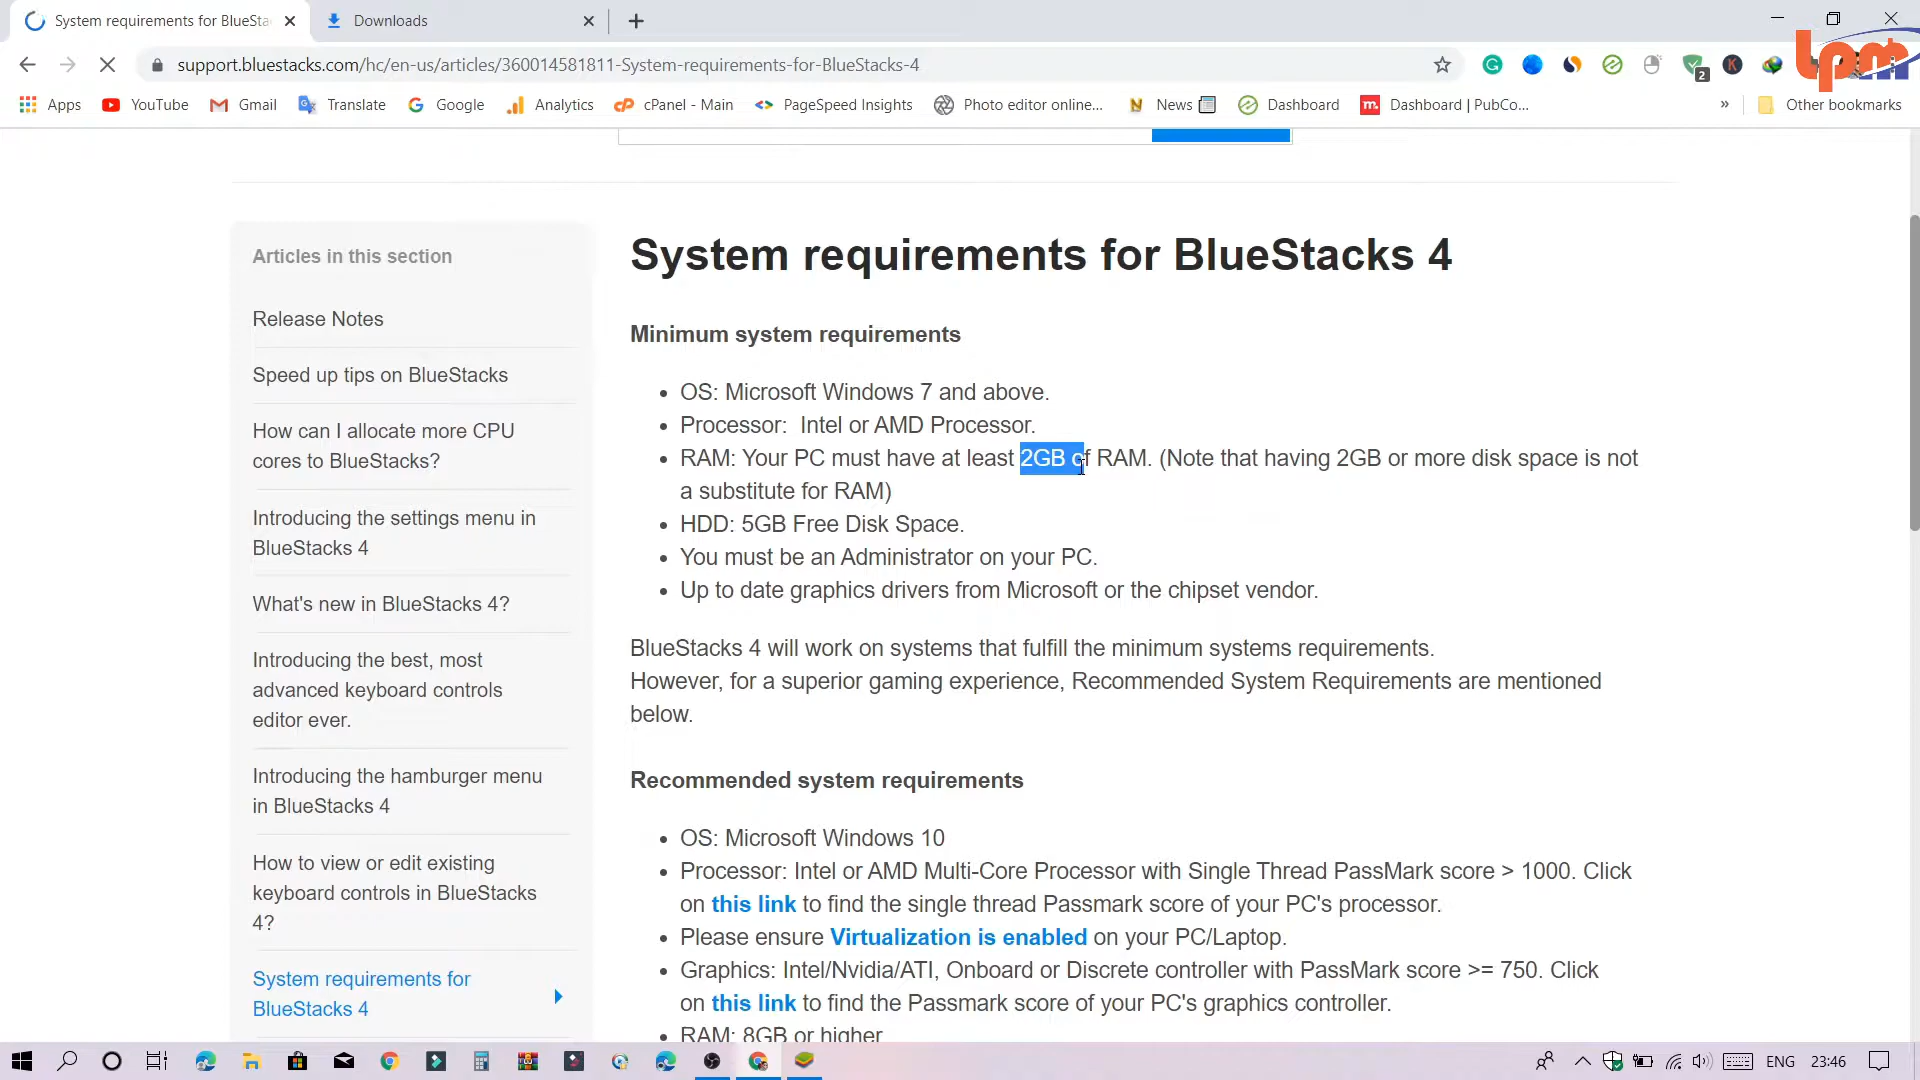 System requirements for BlueSta
Downloads
support.bluestacks.com/hc/en-us/articles/360014581811-System-requirements-for-BlueStacks-4
2
K
lpm
Apps
YouTube
Gmail
Translate
Google
Analytics
cPanel - Main
PageSpeed Insights
Photo editor online...
News
Dashboard
Dashboard | PubCo...
»
Other bookmarks
Articles in this section
Release Notes
Speed up tips on BlueStacks
How can I allocate more CPU
cores to BlueStacks?
Introducing the settings menu in
BlueStacks 4
What's new in BlueStacks 4?
Introducing the best, most
advanced keyboard controls
editor ever.
Introducing the hamburger menu
in BlueStacks 4
How to view or edit existing
keyboard controls in BlueStacks
4?
System requirements for
BlueStacks 4
System requirements for BlueStacks 4
Minimum system requirements
• OS: Microsoft Windows 7 and above.
• Processor:  Intel or AMD Processor.
• RAM: Your PC must have at least 2GB of RAM. (Note that having 2GB or more disk space is not
a substitute for RAM)
• HDD: 5GB Free Disk Space.
• You must be an Administrator on your PC.
• Up to date graphics drivers from Microsoft or the chipset vendor.
BlueStacks 4 will work on systems that fulfill the minimum systems requirements.
However, for a superior gaming experience, Recommended System Requirements are mentioned
below.
Recommended system requirements
• OS: Microsoft Windows 10
• Processor: Intel or AMD Multi-Core Processor with Single Thread PassMark score > 1000. Click
on this link to find the single thread Passmark score of your PC's processor.
• Please ensure Virtualization is enabled on your PC/Laptop.
• Graphics: Intel/Nvidia/ATI, Onboard or Discrete controller with PassMark score >= 750. Click
on this link to find the Passmark score of your PC's graphics controller.
• RAM: 8GB or higher
ENG
23:46